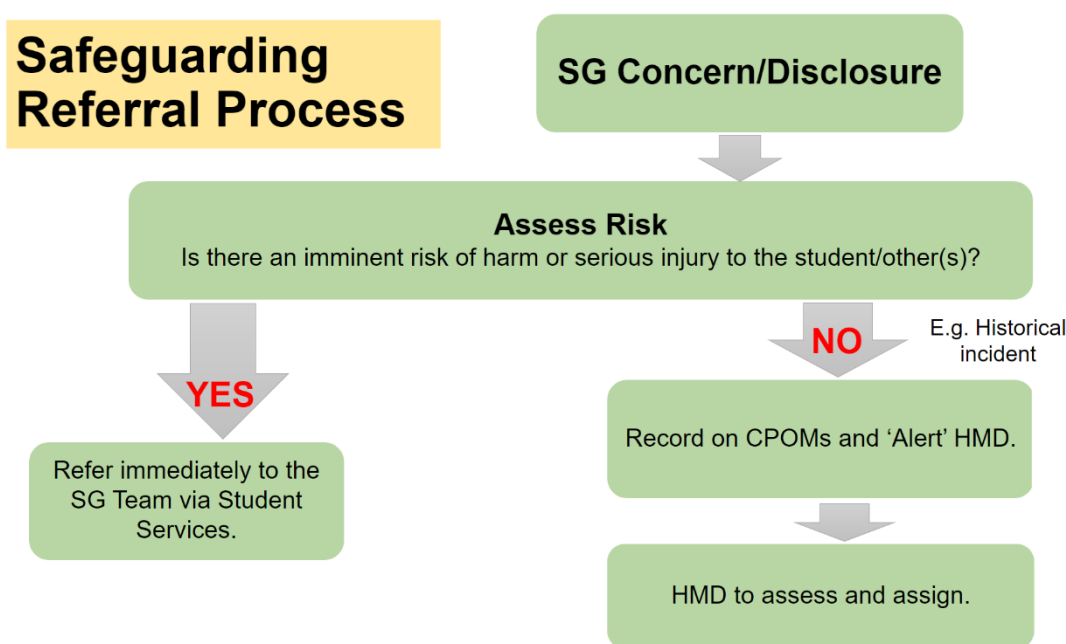 Safeguarding
Referral Process
SG Concern/Disclosure
Assess Risk
Is there an imminent risk of harm or serious injury to the student/other(s)?
YES
NO
E.g. Historical
incident
Refer immediately to the
SG Team via Student
Services.
Record on CPOMs and ‘Alert’ HMD.
HMD to assess and assign.